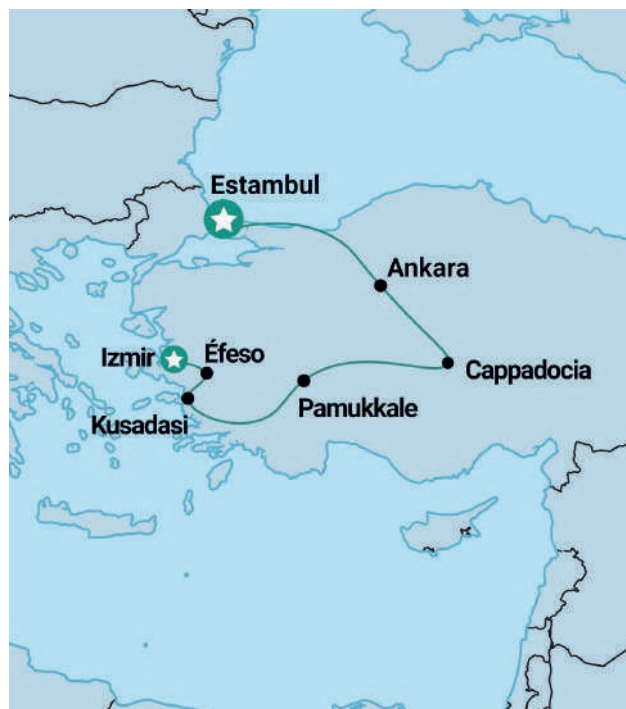 Estambul
Ankara
Izmir
Éfeso
Cappadocia
Pamukkale
Kusadasi